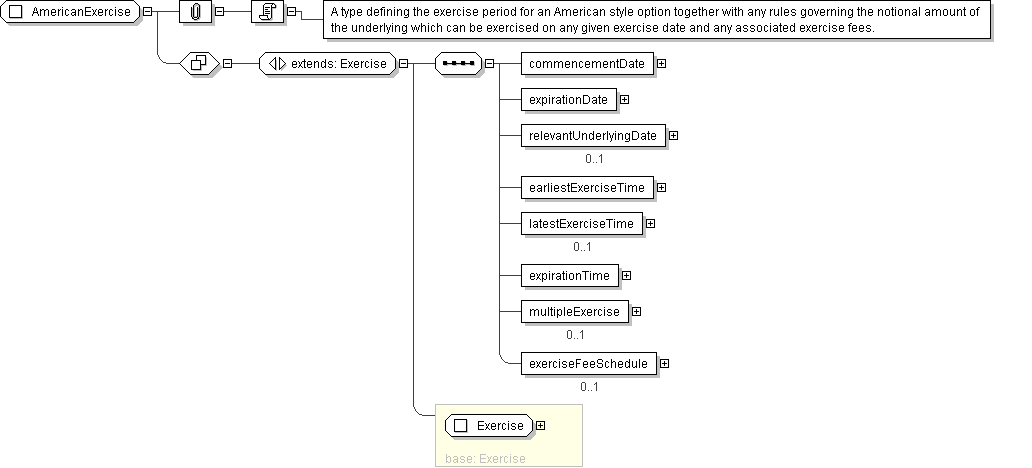 AmericanExercise
A type defining the exercise period for an American style option together with any rules governing the notional amount of
the underlying which can be exercised on any given exercise date and any associated exercise fees.
extends: Exercise
commencementDate
expirationDate
relevantUnderlyingDate
0..1
earliestExerciseTime
latestExerciseTime
0..1
expirationTime
multipleExercise
0..1
exerciseFeeSchedule
0..1
Exercise
base: Exercise